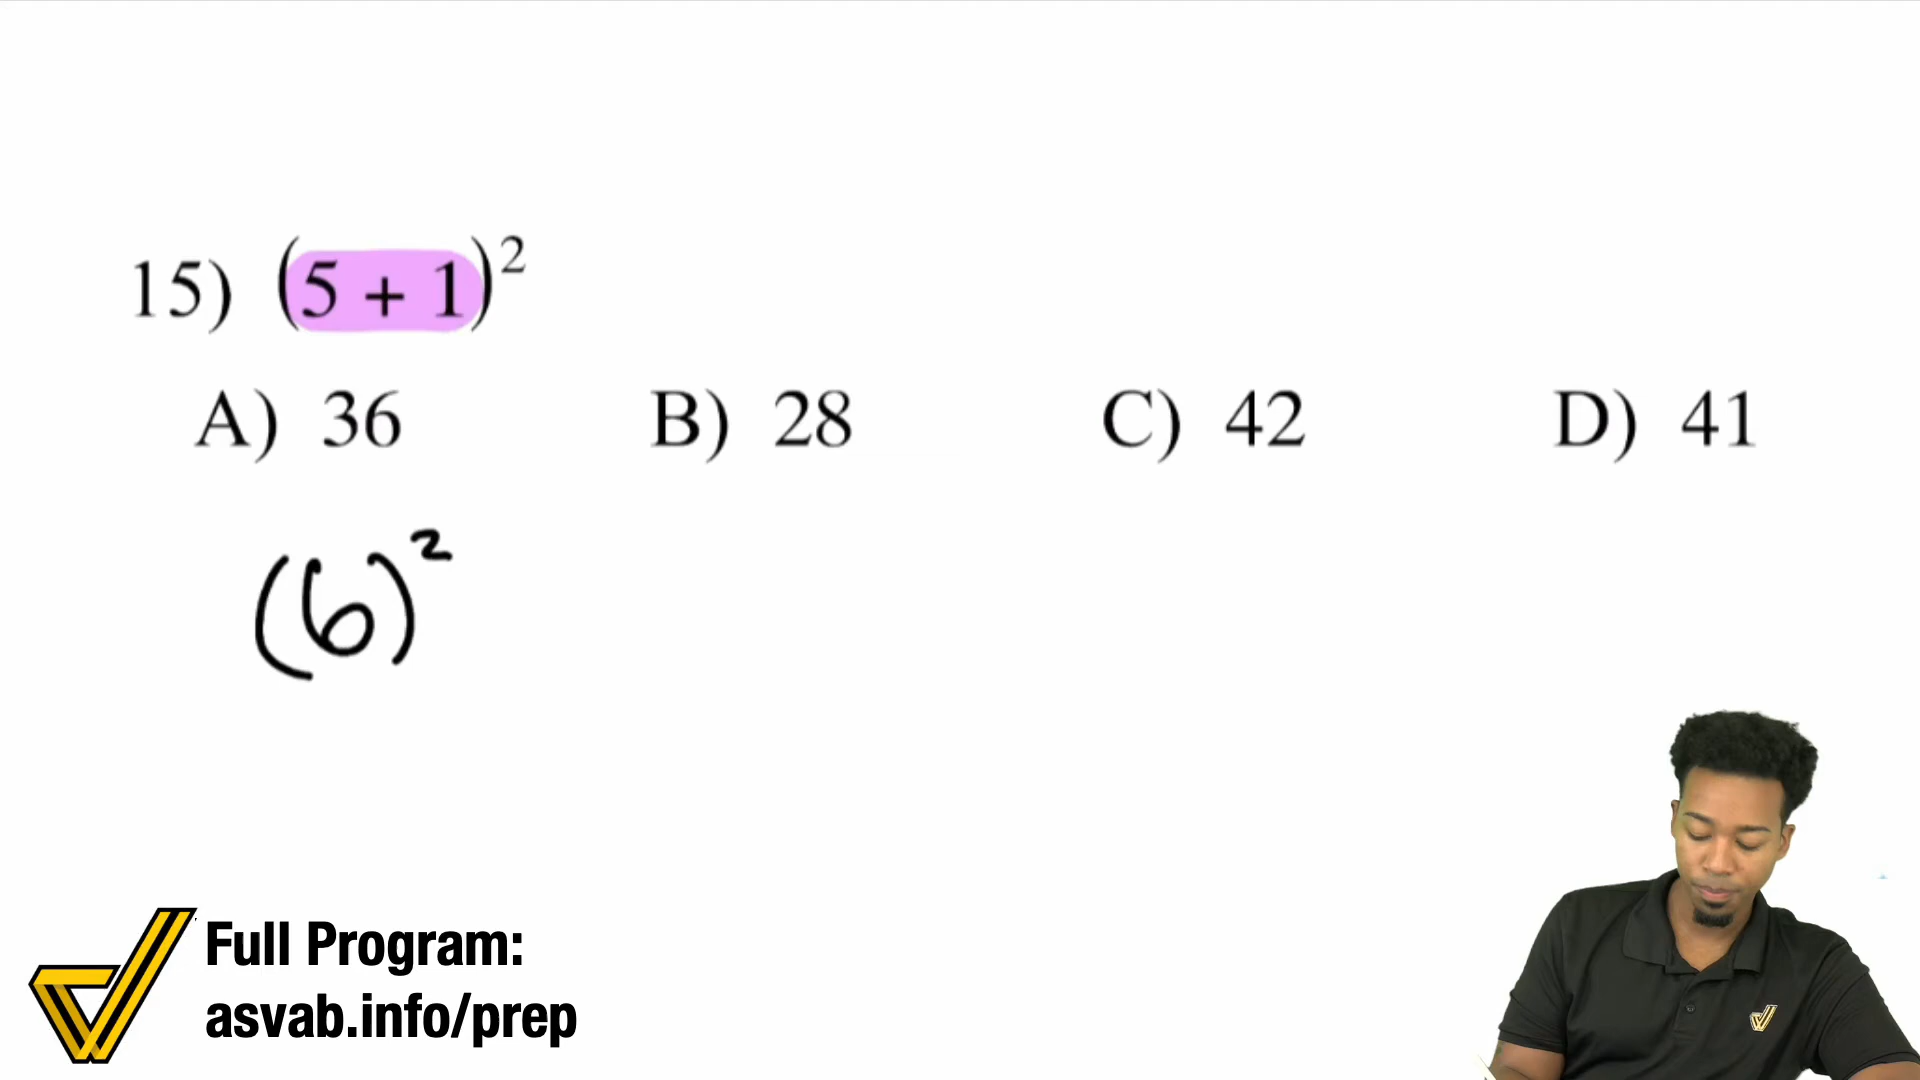 15) (5 + 1)²
A) 36 B) 28 C) 42 D) 41
(6)²
Full Program:
asvab.info/prep